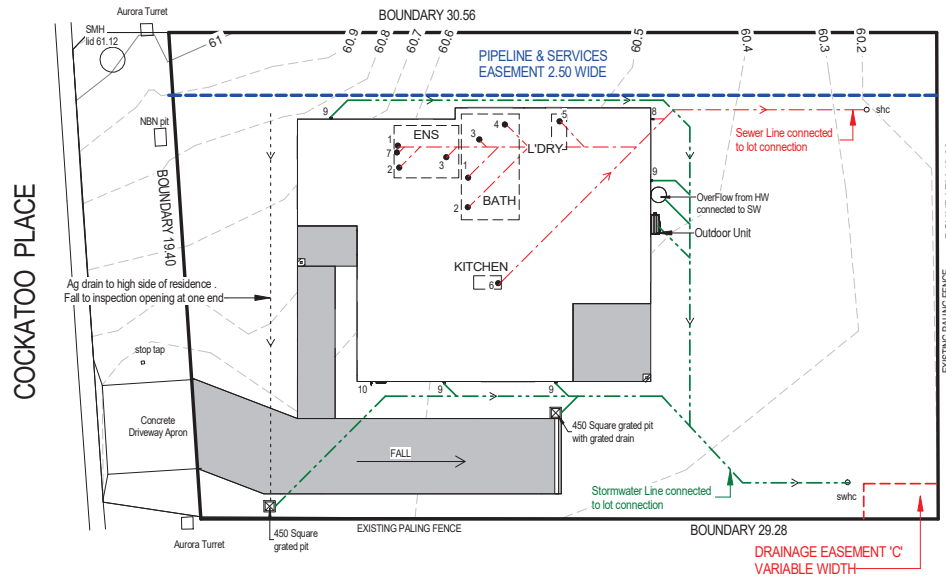 Aurora Turret
BOUNDARY 30.56
SMH
lid 61.12
61
60.9
60.8
60.7
60.6
60.5
60.4
60.3
60.2
PIPELINE & SERVICES
EASEMENT 2.50 WIDE
NBN pit
9
ENS
1
7
2
3
4
3
1
2
BATH
5
L'DRY
8
shc
Sewer Line connected
to lot connection
9
OverFlow from HW
connected to SW
Outdoor Unit
BOUNDARY 19.40
COCKATOO PLACE
KITCHEN
6
Ag drain to high side of residence .
Fall to inspection opening at one end
EXISTING PALING FENCE
stop tap
10
9
9
Concrete
Driveway Apron
450 Square grated pit
with grated drain
FALL
Stormwater Line connected
to lot connection
swhc
450 Square
grated pit
EXISTING PALING FENCE
BOUNDARY 29.28
Aurora Turret
DRAINAGE EASEMENT 'C'
VARIABLE WIDTH